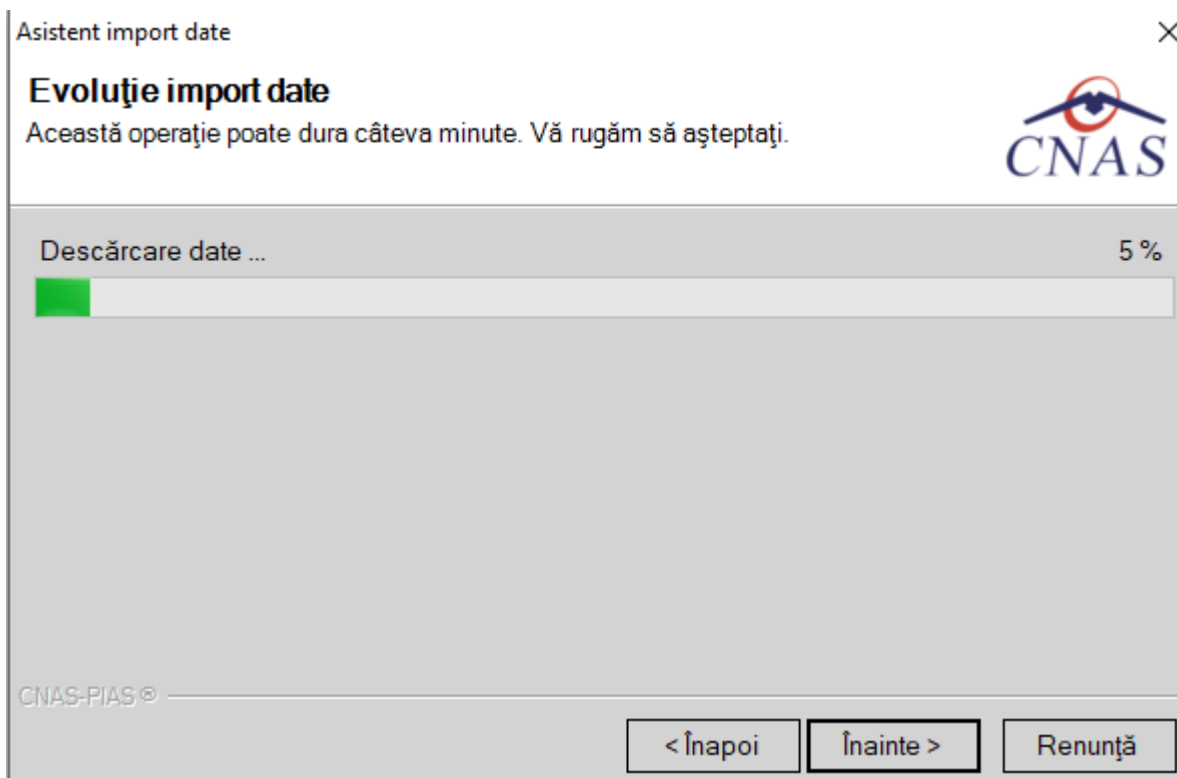 Asistent import date
Evoluţie import date
Această operaţie poate dura câteva minute. Vă rugăm să aşteptaţi.
CNAS
Descărcare date ...
5 %
CNAS-PIAS ®
< Înapoi
Înainte >
Renunţă